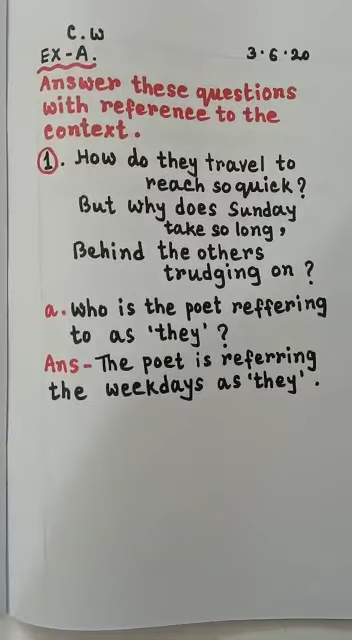 C.W
EX-A. 3.6.20
Answer these questions
with reference to the
context.
①. How do they travel to
reach so quick?
But why does Sunday
take so long,
Behind the others
trudging on?
a. Who is the poet reffering
to as 'they'?
Ans- The poet is referring
the weekdays as 'they'.